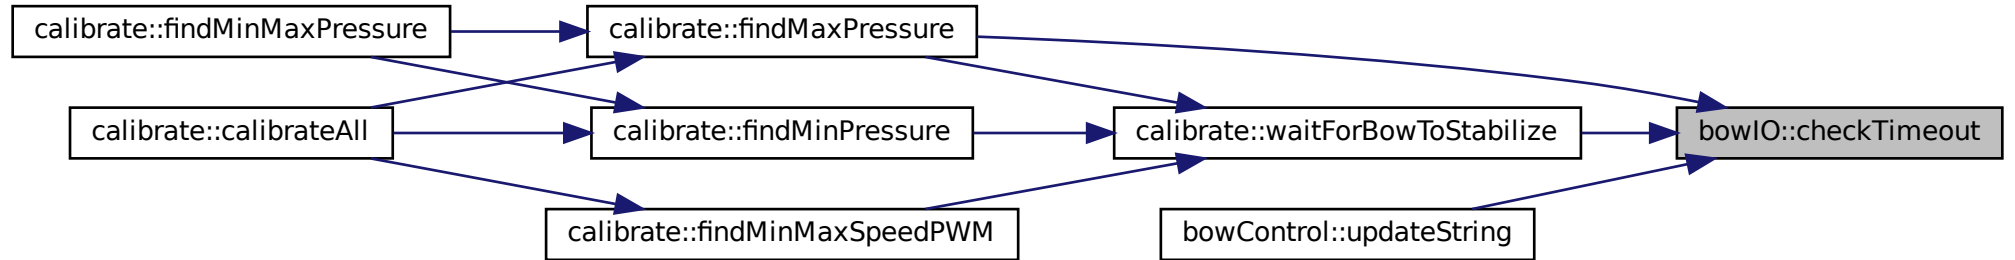 calibrate::findMinMaxPressure
calibrate::findMaxPressure
calibrate::calibrateAll
calibrate::findMinPressure
calibrate::waitForBowToStabilize
bowIO::checkTimeout
calibrate::findMinMaxSpeedPWM
bowControl::updateString